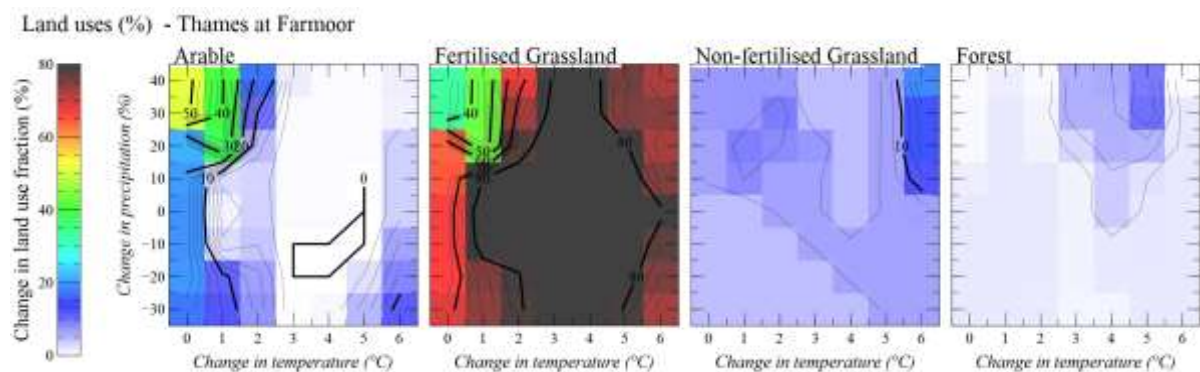 Land uses (%) - Thames at Farmoor
Arable
Fertilised Grassland
Non-fertilised Grassland
Forest
Change in land use fraction (%)
80
60
40
20
0
Change in precipitation (%)
40
30
20
10
0
−10
−20
−30
50
40
10
0
40
50
80
80
10
0 1 2 3 4 5 6
0 1 2 3 4 5 6
0 1 2 3 4 5 6
0 1 2 3 4 5 6
Change in temperature (°C)
Change in temperature (°C)
Change in temperature (°C)
Change in temperature (°C)